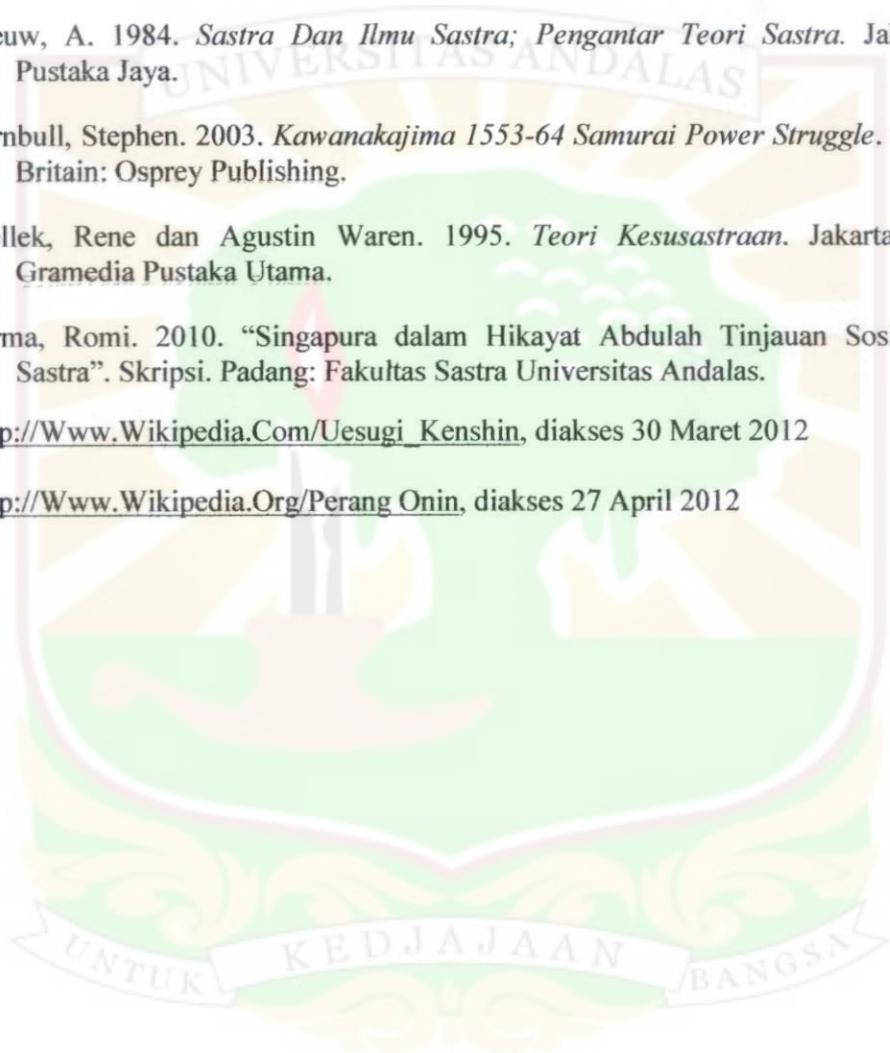 euw, A. 1984. Sastra Dan Ilmu Sastra; Pengantar Teori Sastra. Ja
Pustaka Jaya.
UNIVERSITAS ANDALAS
rnbull, Stephen. 2003. Kawanakajima 1553-64 Samurai Power Struggle.
Britain: Osprey Publishing.
llek, Rene dan Agustin Waren. 1995. Teori Kesusastraan. Jakarta
Gramedia Pustaka Utama.
rma, Romi. 2010. “Singapura dalam Hikayat Abdulah Tinjauan Sos
Sastra”. Skripsi. Padang: Fakultas Sastra Universitas Andalas.
p://Www.Wikipedia.Com/Uesugi_Kenshin, diakses 30 Maret 2012
p://Www.Wikipedia.Org/Perang Onin, diakses 27 April 2012
UNTUK KEDJAJAAN BANGSA